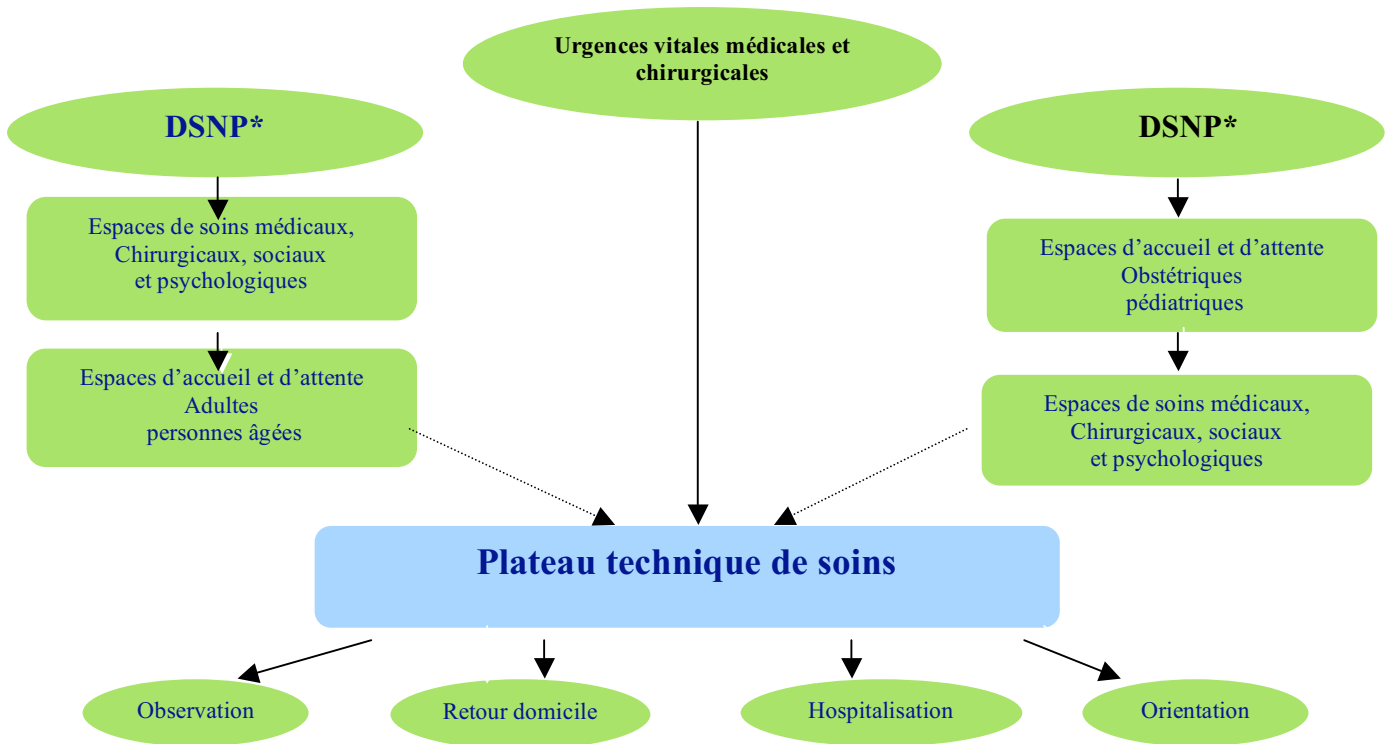 Urgences vitales médicales et
chirurgicales
DSNP*
DSNP*
Espaces de soins médicaux,
Chirurgicaux, sociaux
et psychologiques
Espaces d’accueil et d’attente
Obstétriques
pédiatriques
Espaces d’accueil et d’attente
Adultes
personnes âgées
Espaces de soins médicaux,
Chirurgicaux, sociaux
et psychologiques
Plateau technique de soins
Observation
Retour domicile
Hospitalisation
Orientation